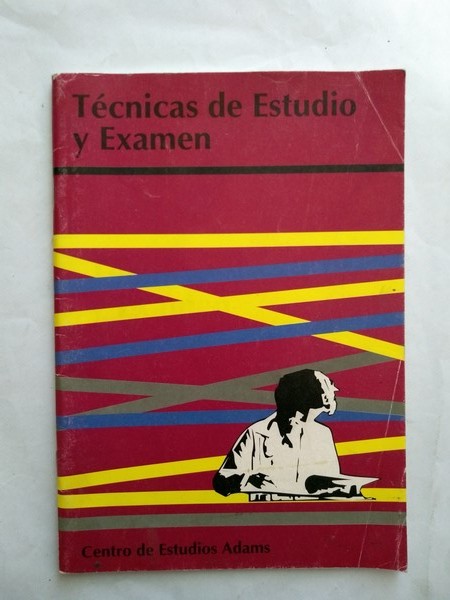 Técnicas de Estudio
y Examen
Centro de Estudios Adams